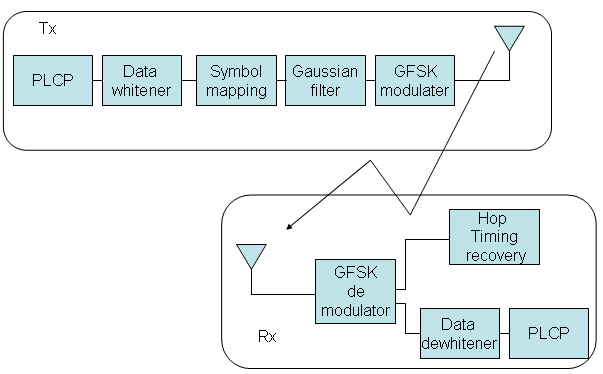 Tx
PLCP
Data
whitener
Symbol
mapping
Gaussian
filter
GFSK
modulater
Hop
Timing
recovery
GFSK
de
modulator
Data
dewhitener
PLCP
Rx